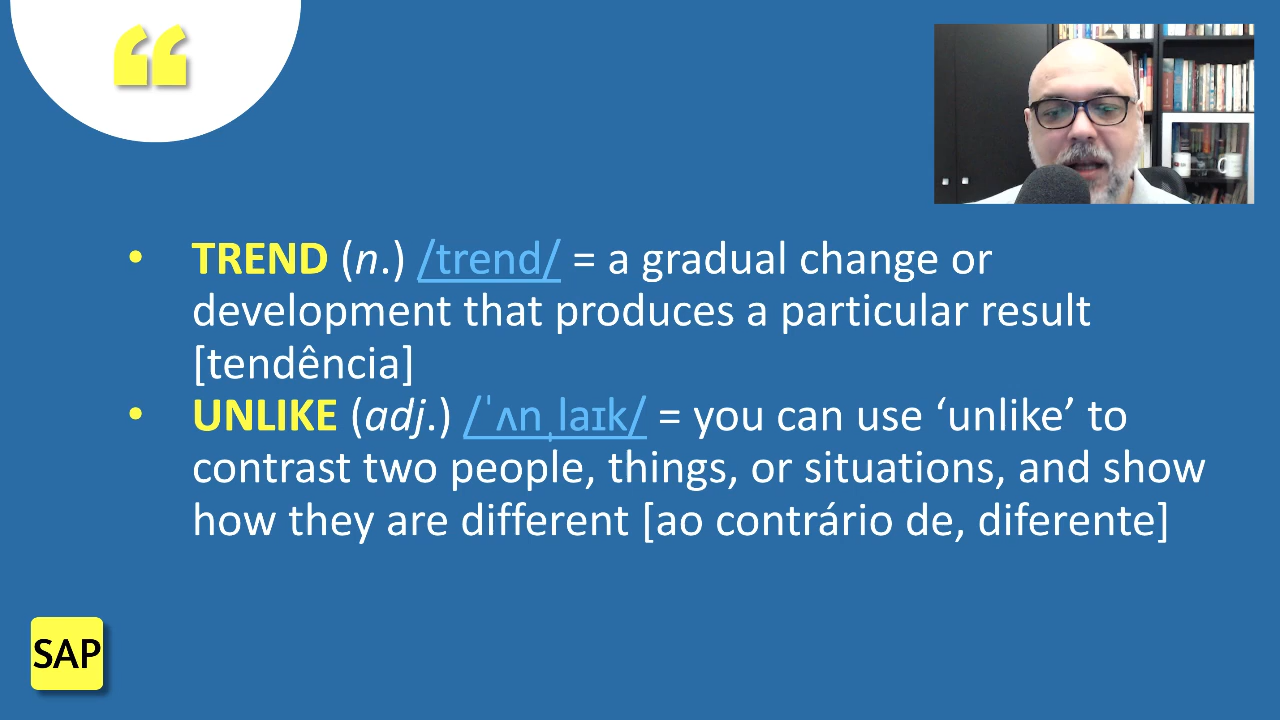 “
• TREND (n.) /trend/ = a gradual change or
development that produces a particular result
[tendência]
• UNLIKE (adj.) /ˈʌnˌlaɪk/ = you can use ‘unlike’ to
contrast two people, things, or situations, and show
how they are different [ao contrário de, diferente]
SAP